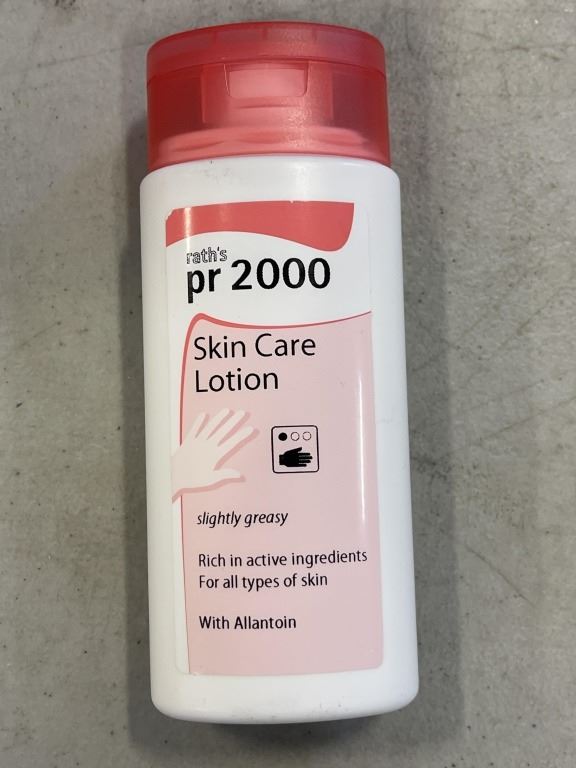 rath's
pr 2000
Skin Care
Lotion
slightly greasy
Rich in active ingredients
For all types of skin
With Allantoin